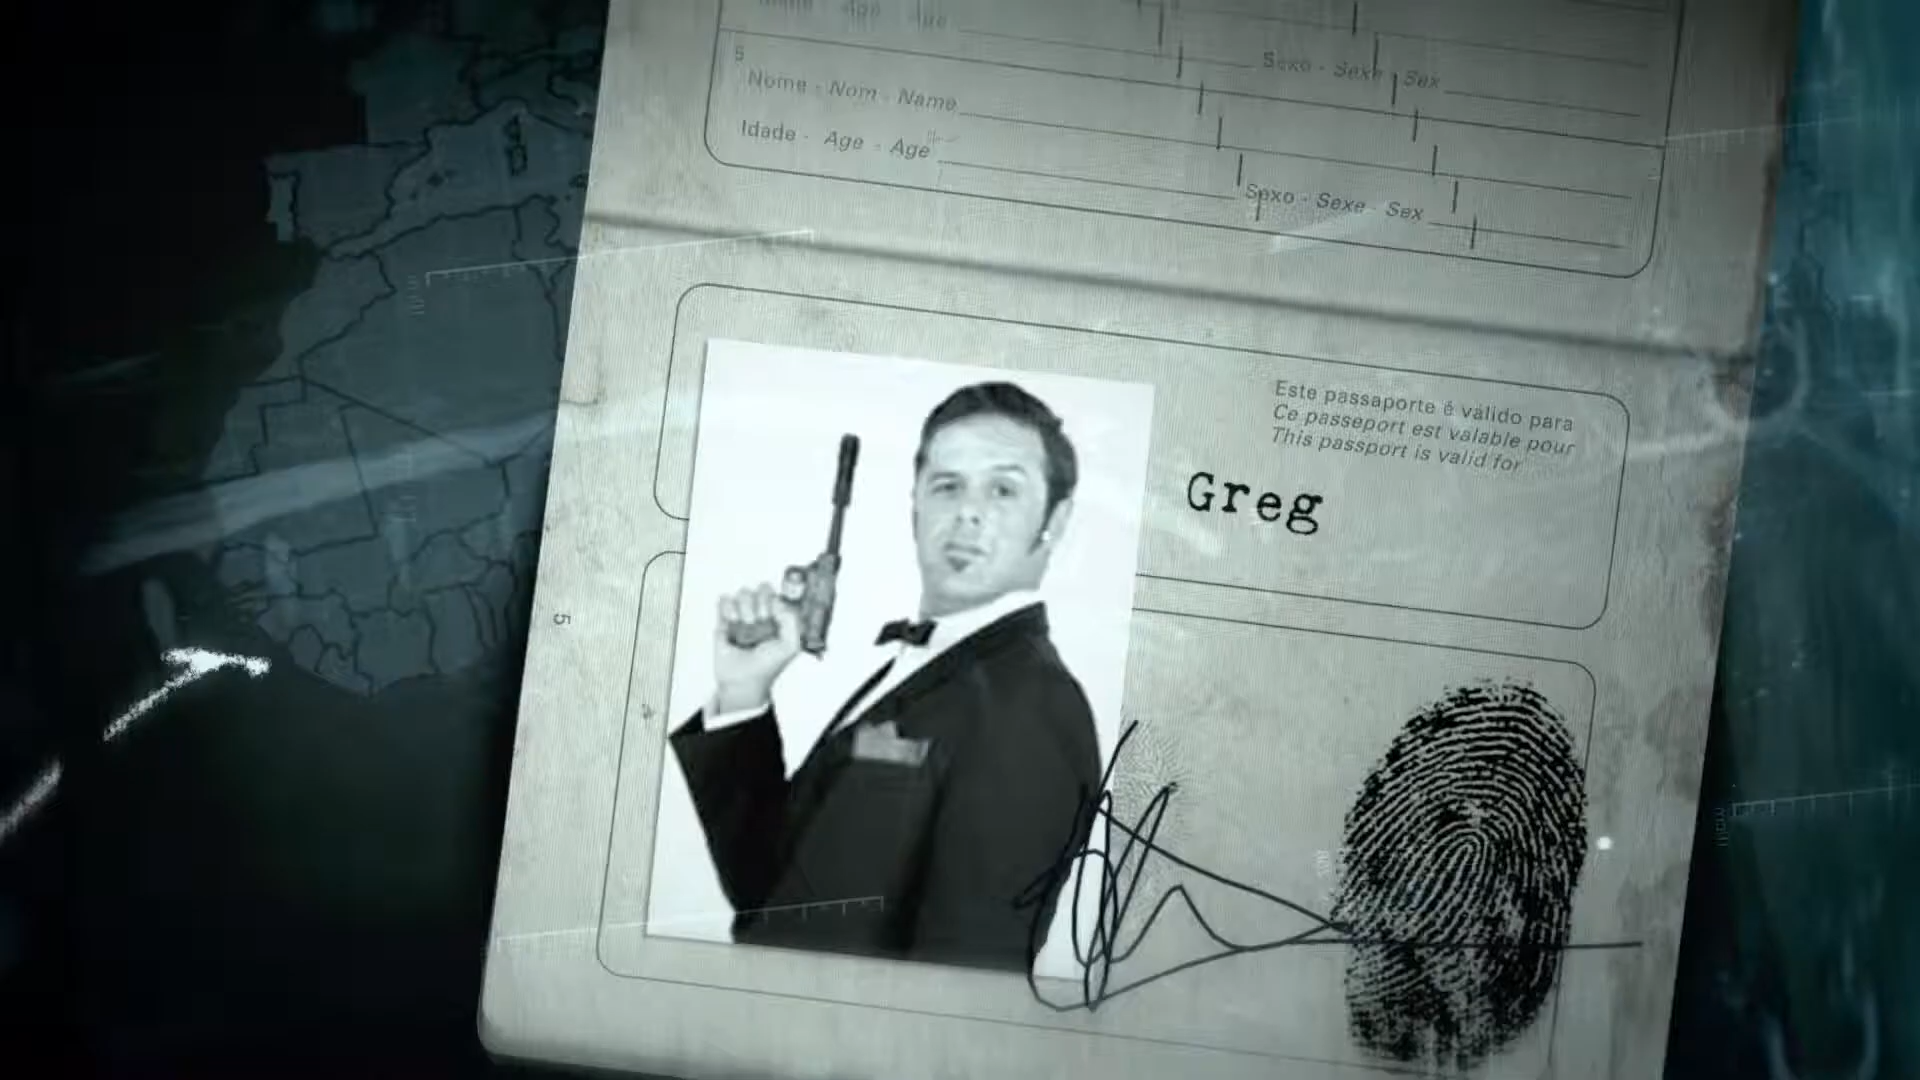 5
Sexo - Sexe - Sex
Nome - Nom - Name
Idade - Age - Age
Sexo - Sexe - Sex
Este passaporte é válido para
Ce passeport est valable pour
This passport is valid for
Greg
5